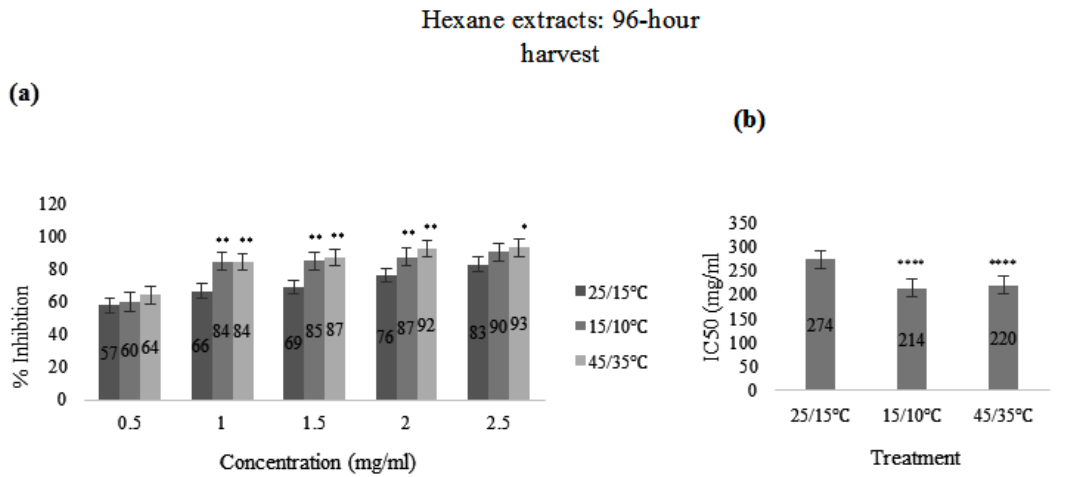 Hexane extracts: 96-hour
harvest
(a)
(b)
120
100
80
60
40
20
0
% Inhibition
** ** ** ** ** ** *
57 60 64 66 84 84 69 85 87 76 87 92 83 90 93
0.5 1 1.5 2 2.5
Concentration (mg/ml)
25/15°C
15/10°C
45/35°C
350
300
250
200
150
100
50
0
IC50 (mg/ml
**** ****
274 214 220
25/15°C 15/10°C 45/35°C
Treatment